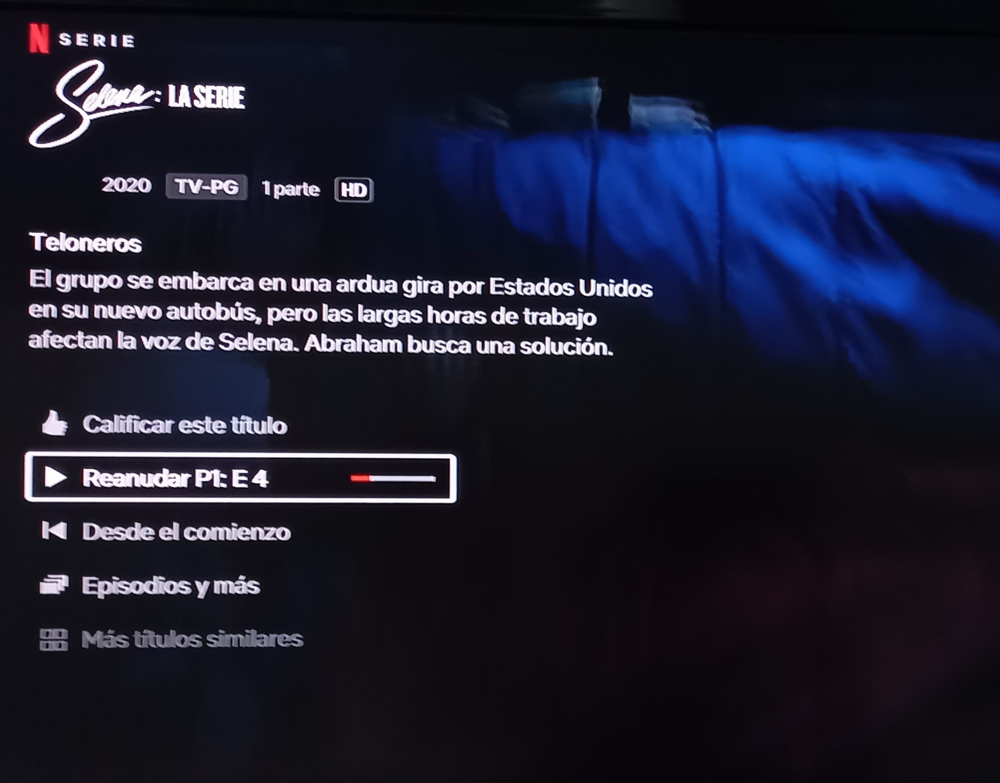 N SERIE
Selena: LA SERIE
2020 TV-PG 1 parte HD
Teloneros
El grupo se embarca en una ardua gira por Estados Unidos
en su nuevo autobús, pero las largas horas de trabajo
afectan la voz de Selena. Abraham busca una solución.
Calificar este título
Reanudar P1: E 4
Desde el comienzo
Episodios y más
Más títulos similares